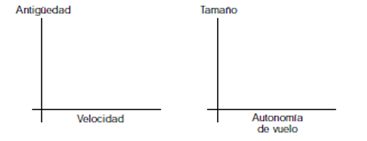 Antigüedad
Tamaño
Velocidad
Autonomía
de vuelo